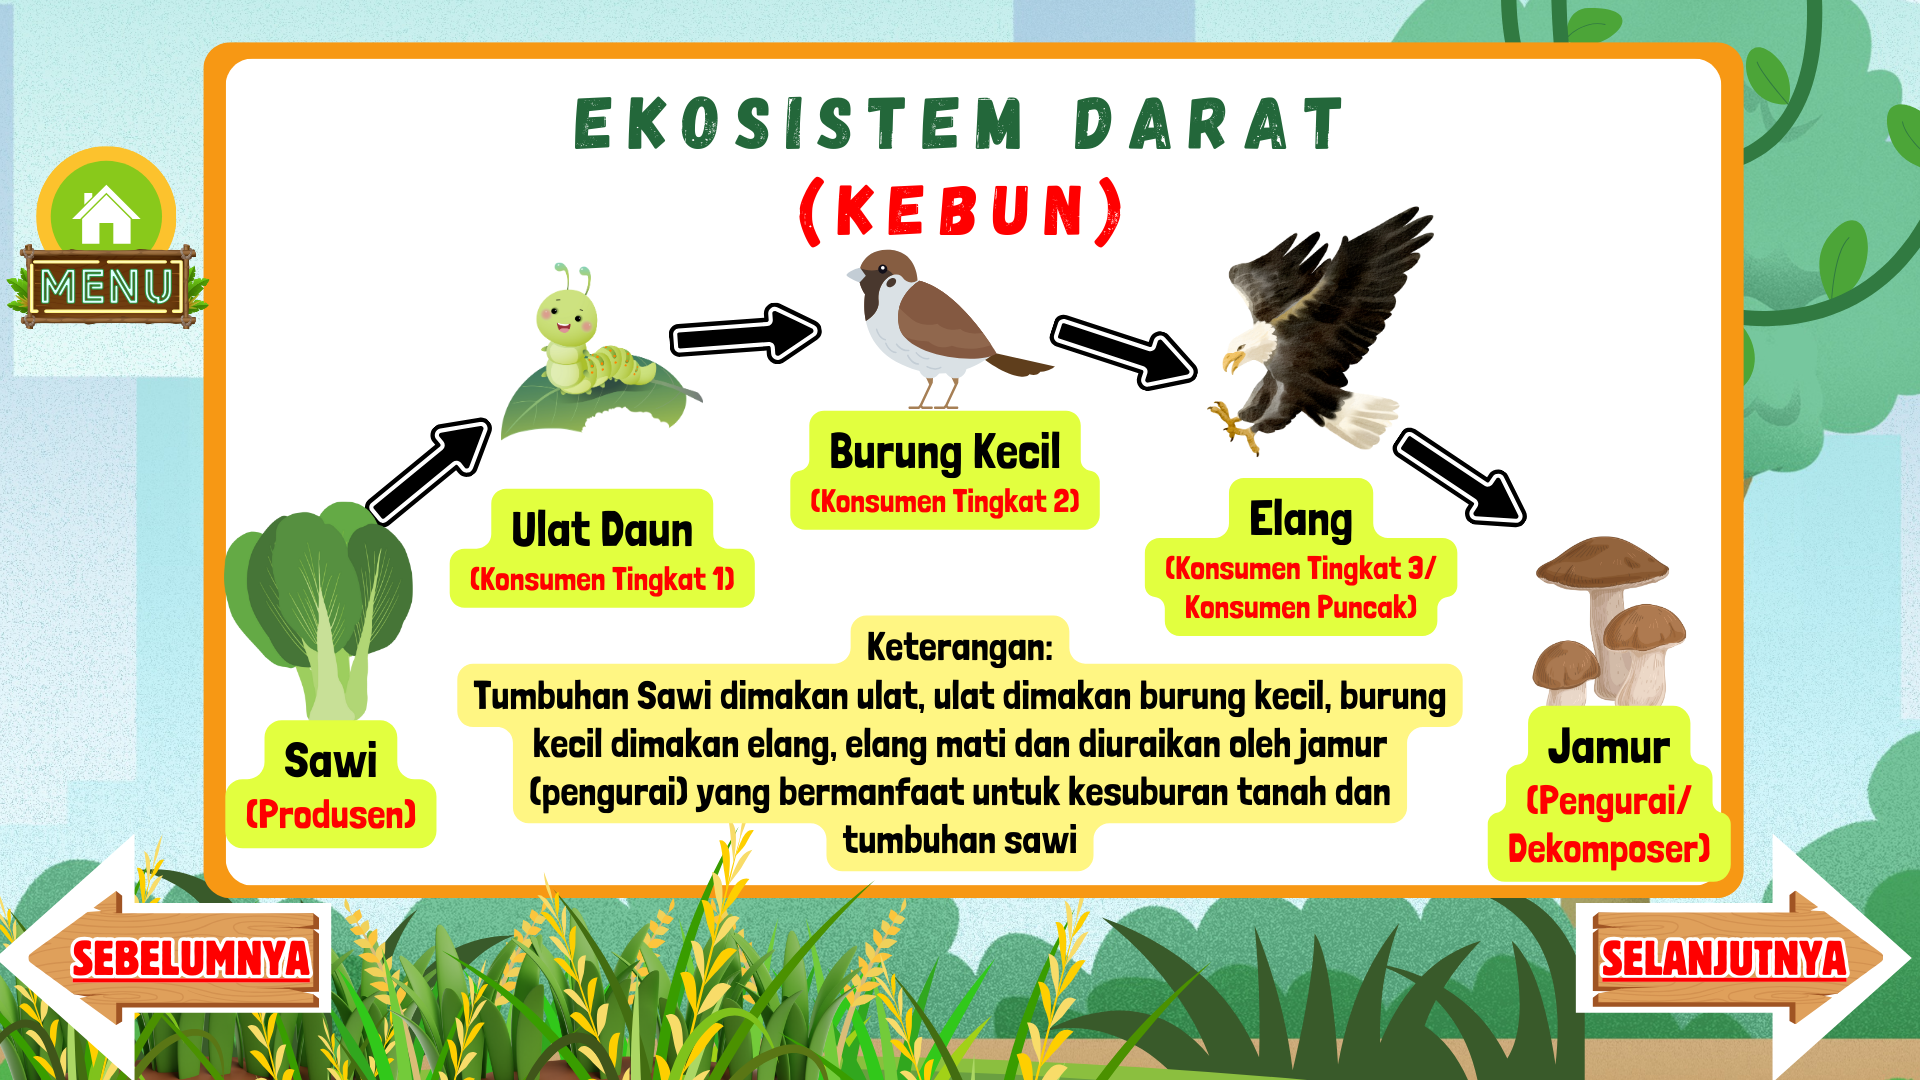 EKOSISTEM DARAT
(KEBUN)
MENU
Ulat Daun
(Konsumen Tingkat 1)
Burung Kecil
(Konsumen Tingkat 2)
Elang
(Konsumen Tingkat 3/
Konsumen Puncak)
Sawi
(Produsen)
Jamur
(Pengurai/
Dekomposer)
Keterangan:
Tumbuhan Sawi dimakan ulat, ulat dimakan burung kecil, burung
kecil dimakan elang, elang mati dan diuraikan oleh jamur
(pengurai) yang bermanfaat untuk kesuburan tanah dan
tumbuhan sawi
SEBELUMNYA
SELANJUTNYA